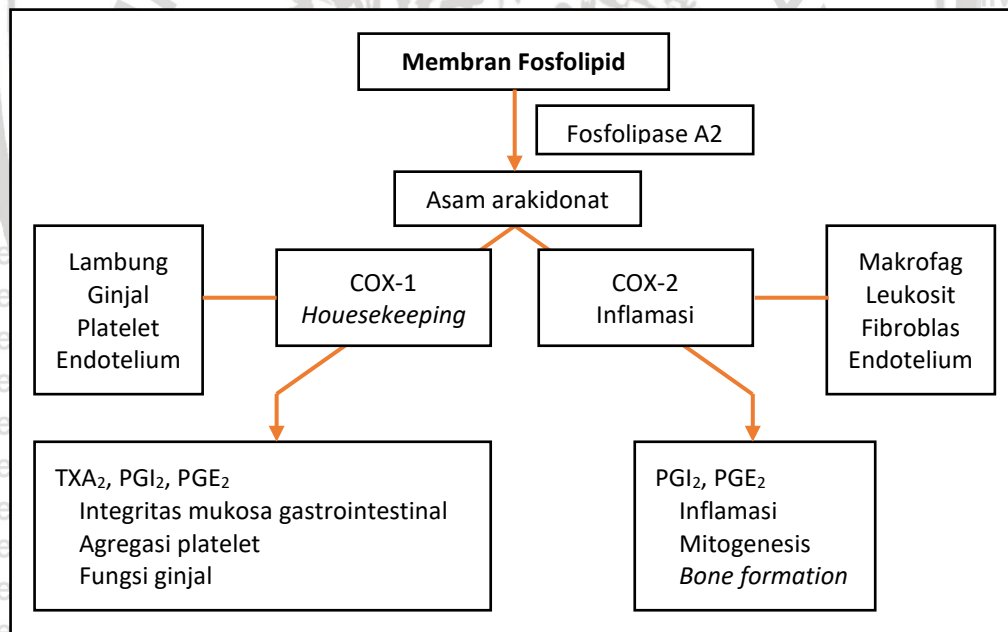 Membran Fosfolipid
Fosfolipase A2
Asam arakidonat
Lambung
Ginjal
Platelet
Endotelium
COX-1
Houesekeeping
COX-2
Inflamasi
Makrofag
Leukosit
Fibroblas
Endotelium
TXA₂, PGI₂, PGE₂
Integritas mukosa gastrointestinal
Agregasi platelet
Fungsi ginjal
PGI₂, PGE₂
Inflamasi
Mitogenesis
Bone formation